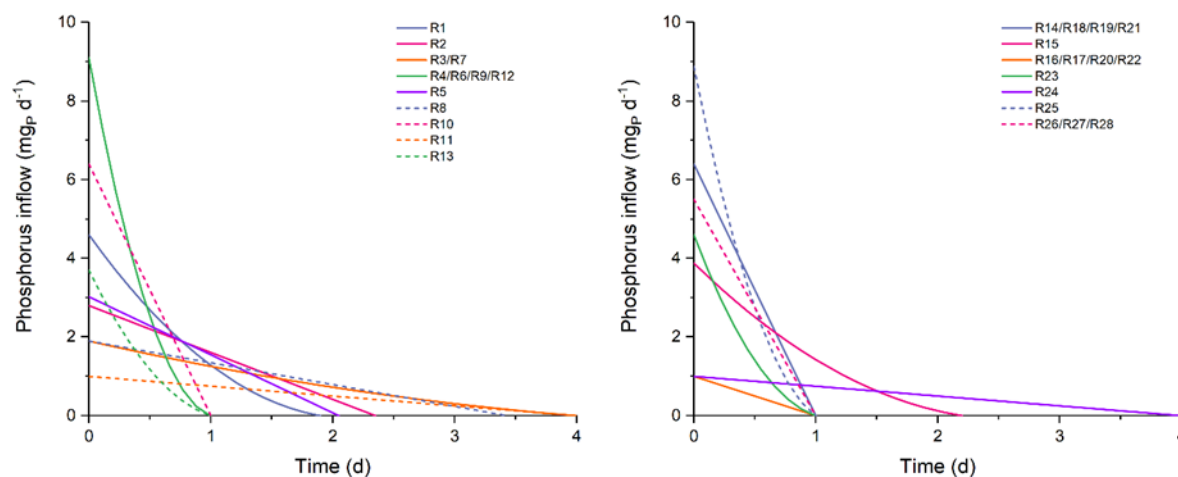 10
8
6
4
2
0
Phosphorus inflow (mg_P d⁻¹)
0 1 2 3 4
Time (d)
R1
R2
R3/R7
R4/R6/R9/R12
R5
R8
R10
R11
R13
10
8
6
4
2
0
Phosphorus inflow (mg_P d⁻¹)
0 1 2 3 4
Time (d)
R14/R18/R19/R21
R15
R16/R17/R20/R22
R23
R24
R25
R26/R27/R28